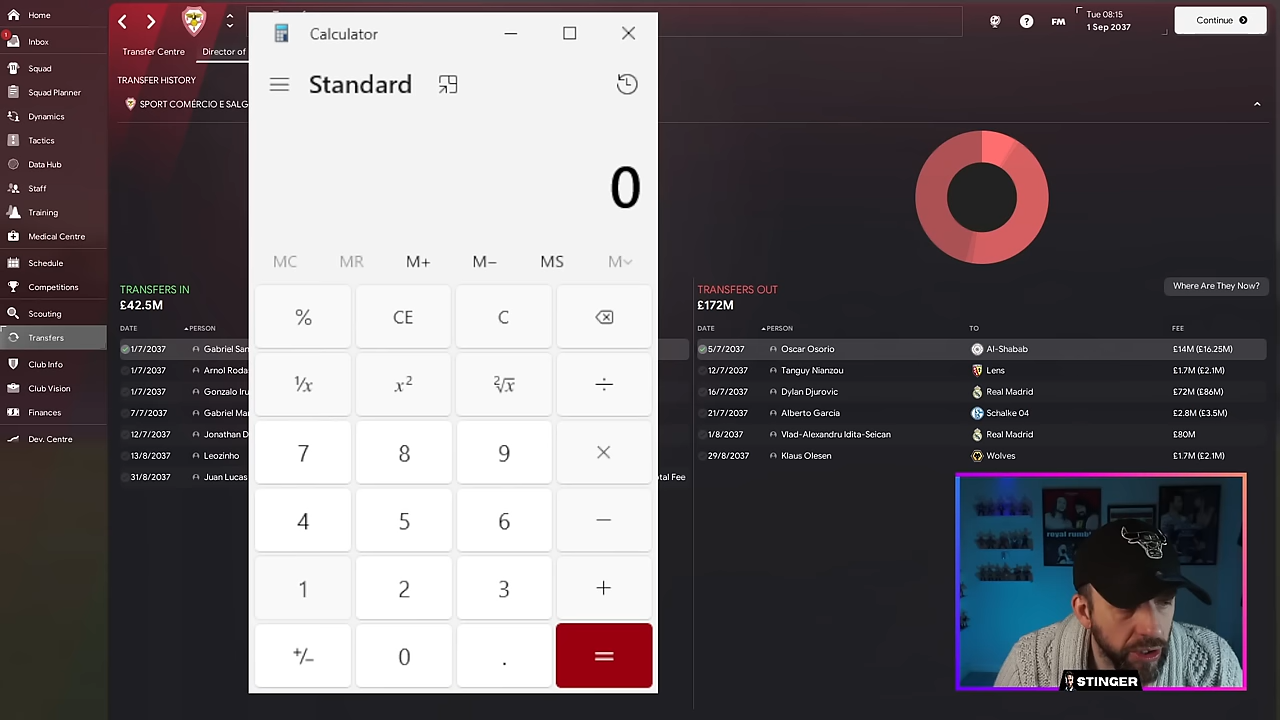 Home
Inbox
1
Squad
Squad Planner
Dynamics
Tactics
Data Hub
Staff
Training
Medical Centre
Schedule
Competitions
Scouting
Transfers
Club Info
Club Vision
Finances
Dev. Centre
Transfer Centre
Director of
TRANSFER HISTORY
SPORT COMÉRCIO E SALG
TRANSFERS IN
£42.5M
DATE PERSON
1/7/2037 Gabriel San
1/7/2037 Arnol Roda
1/7/2037 Gonzalo Iru
7/7/2037 Gabriel Ma
12/7/2037 Jonathan D
13/8/2037 Leozinho
31/8/2037 Juan Lucas
tal Fee
Calculator
Standard
0
MC MR M+ M− MS M
% CE C
¹/x x² ²√x ÷
7 8 9 ×
4 5 6 −
1 2 3 +
+/− 0 . =
? FM
Tue 08:15
1 Sep 2037
Continue
Where Are They Now?
TRANSFERS OUT
£172M
DATE PERSON TO FEE
5/7/2037 Oscar Osorio Al-Shabab £14M (£16.25M)
12/7/2037 Tanguy Nianzou Lens £1.7M (£2.1M)
16/7/2037 Dylan Djurovic Real Madrid £72M (£86M)
21/7/2037 Alberto Garcia Schalke 04 £2.8M (£3.5M)
1/8/2037 Vlad-Alexandru Idita-Seican Real Madrid £80M
29/8/2037 Klaus Olesen Wolves £1.7M (£2.1M)
royal rumb
STINGER